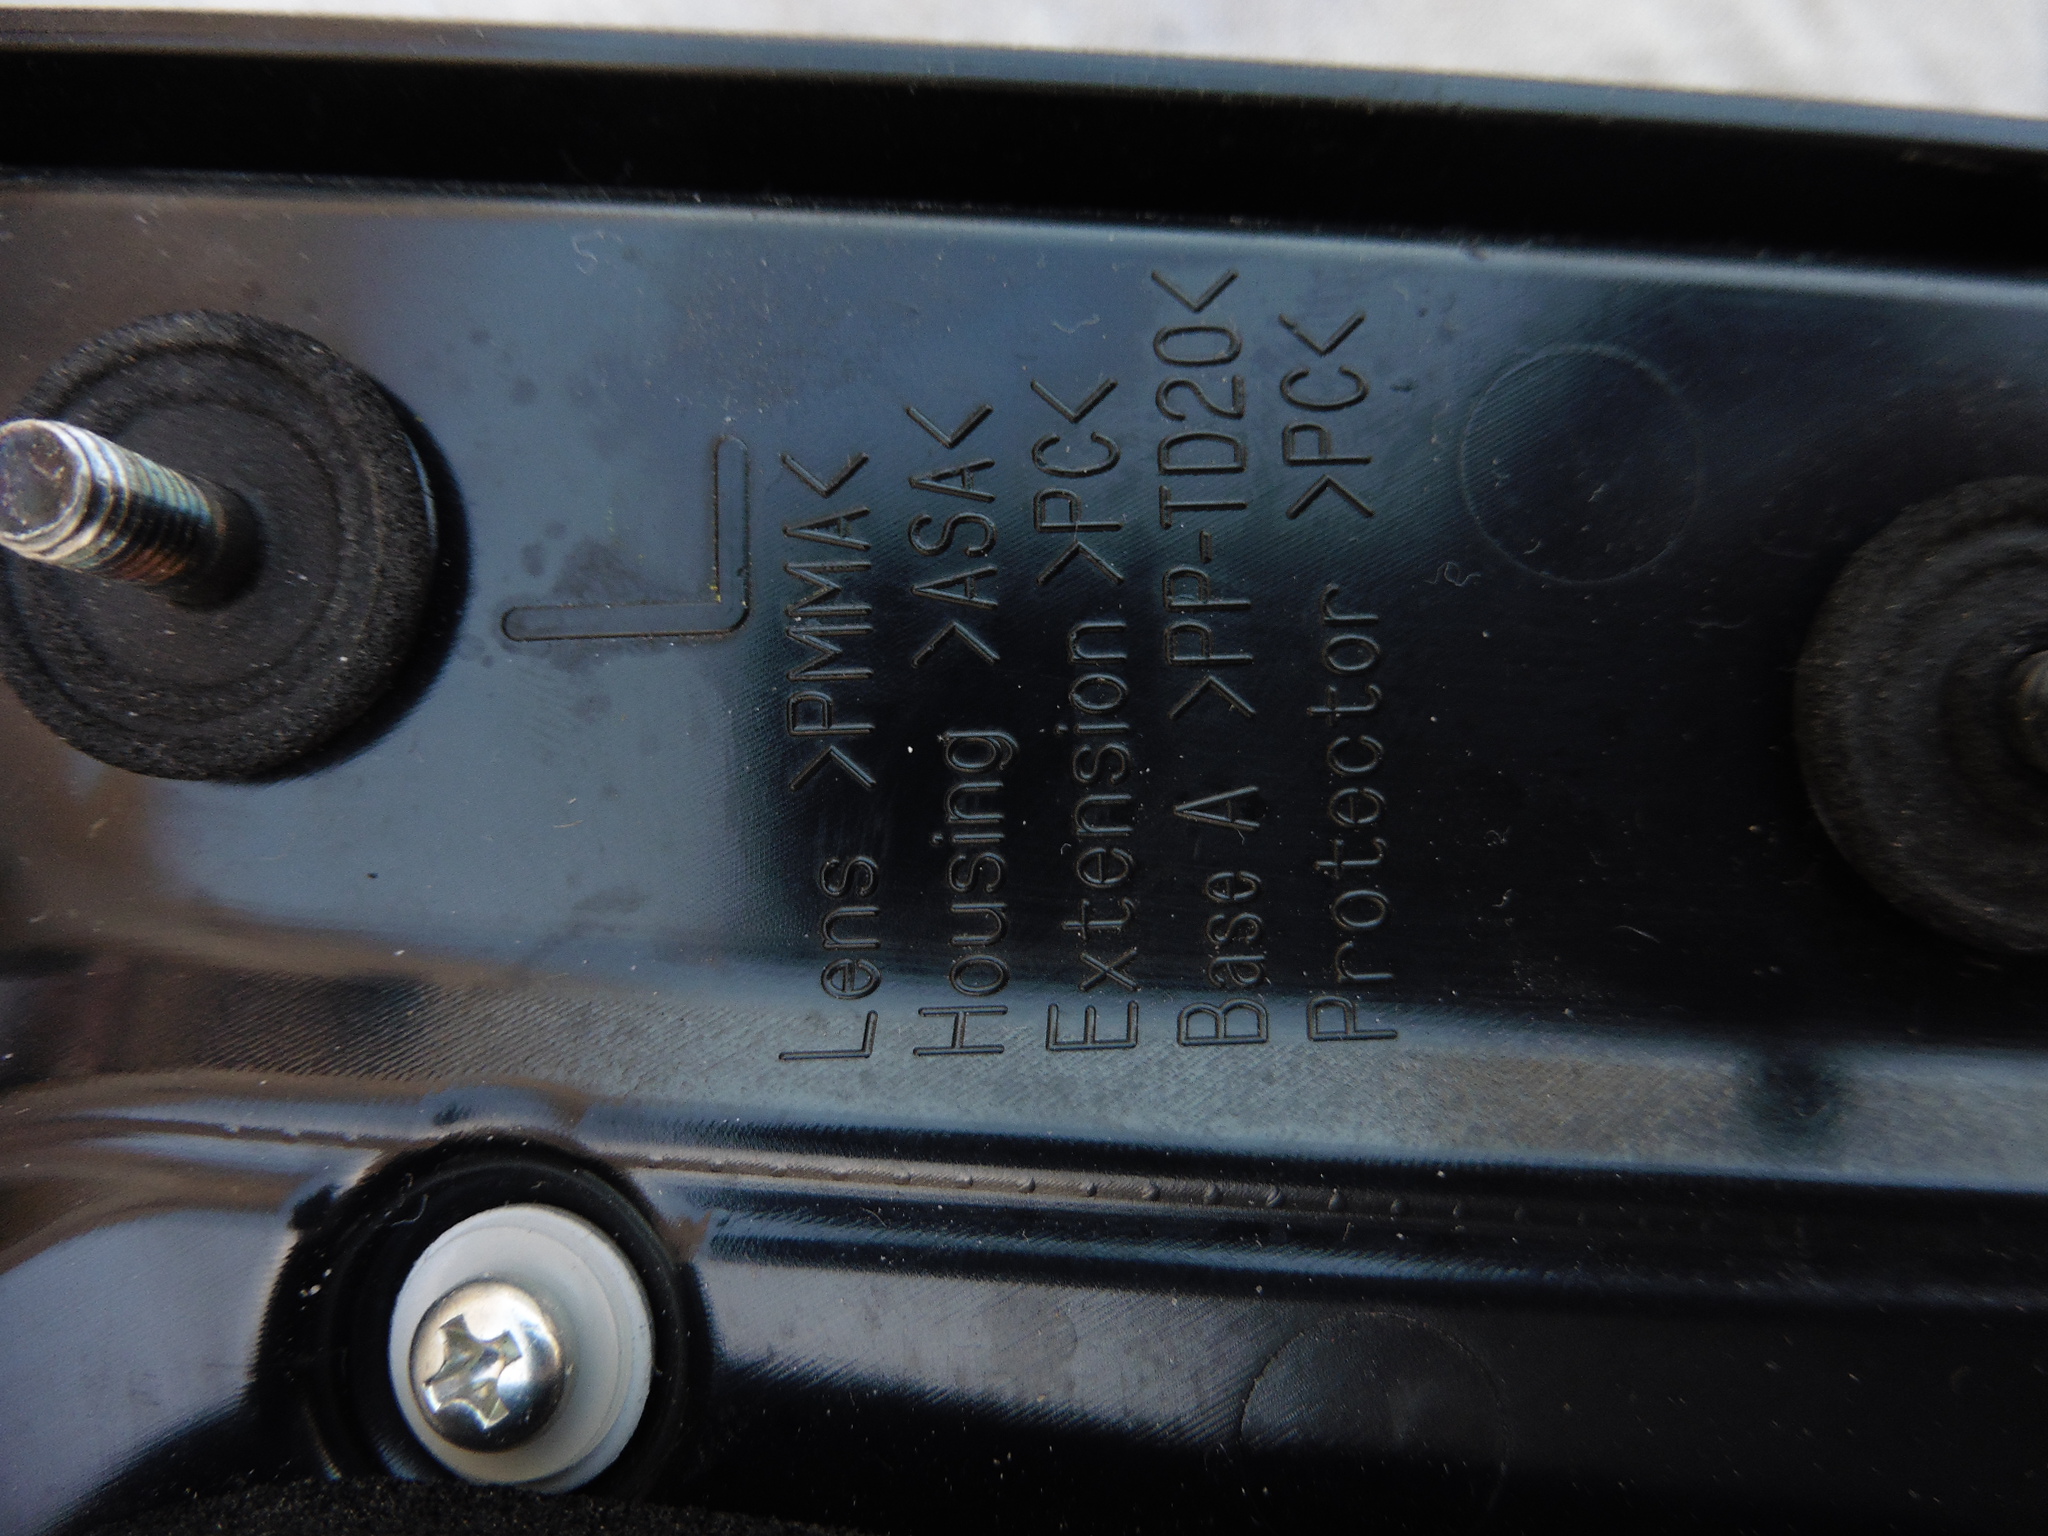 L
Lens >PMMA<
Housing >ASA<
Extension >PC<
Base A >PP-TD20<
Protector >PC<